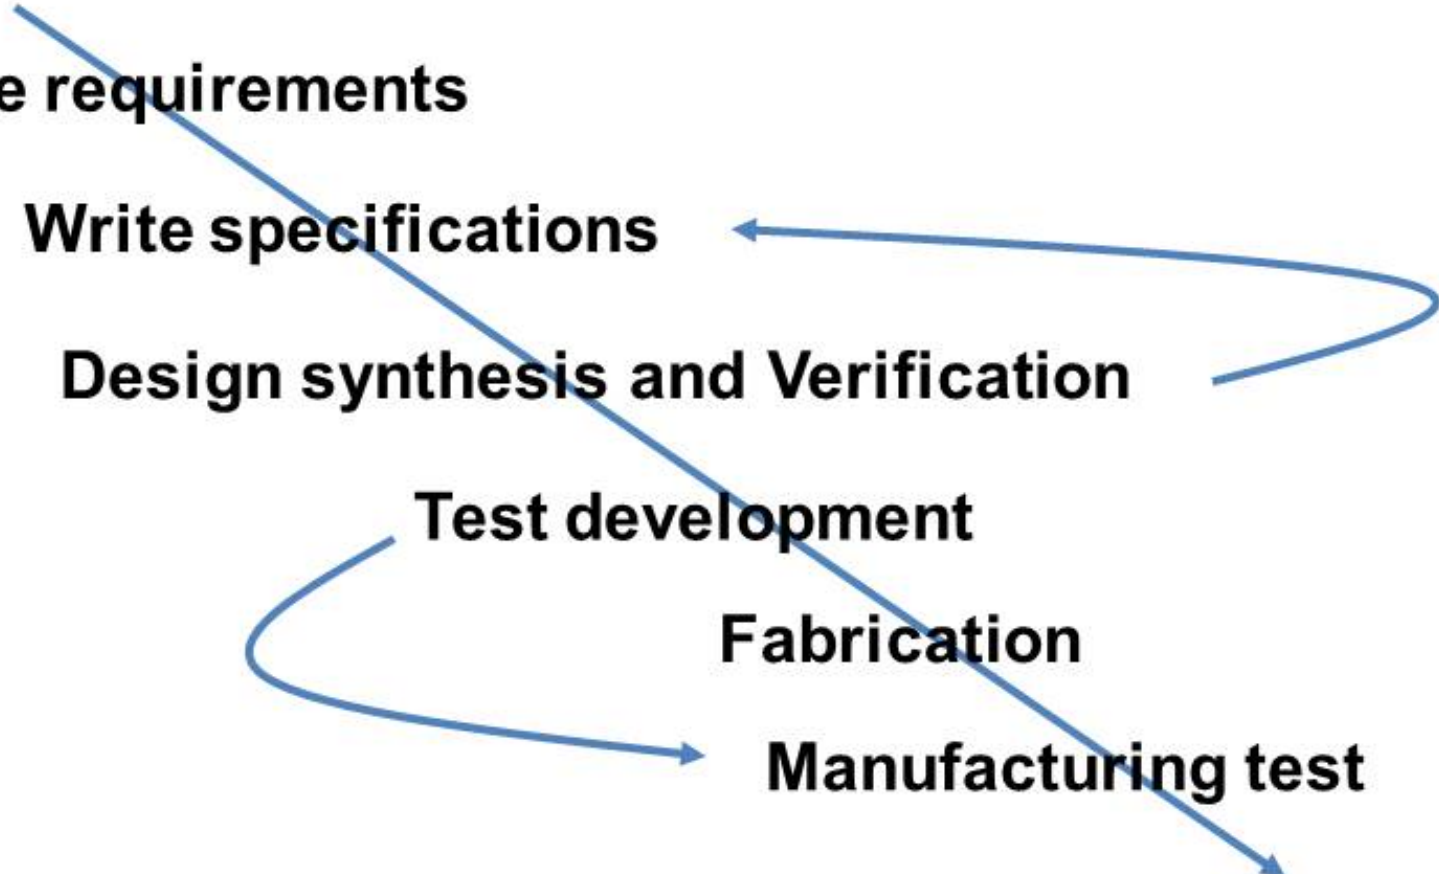 e requirements
Write specifications
Design synthesis and Verification
Test development
Fabrication
Manufacturing test